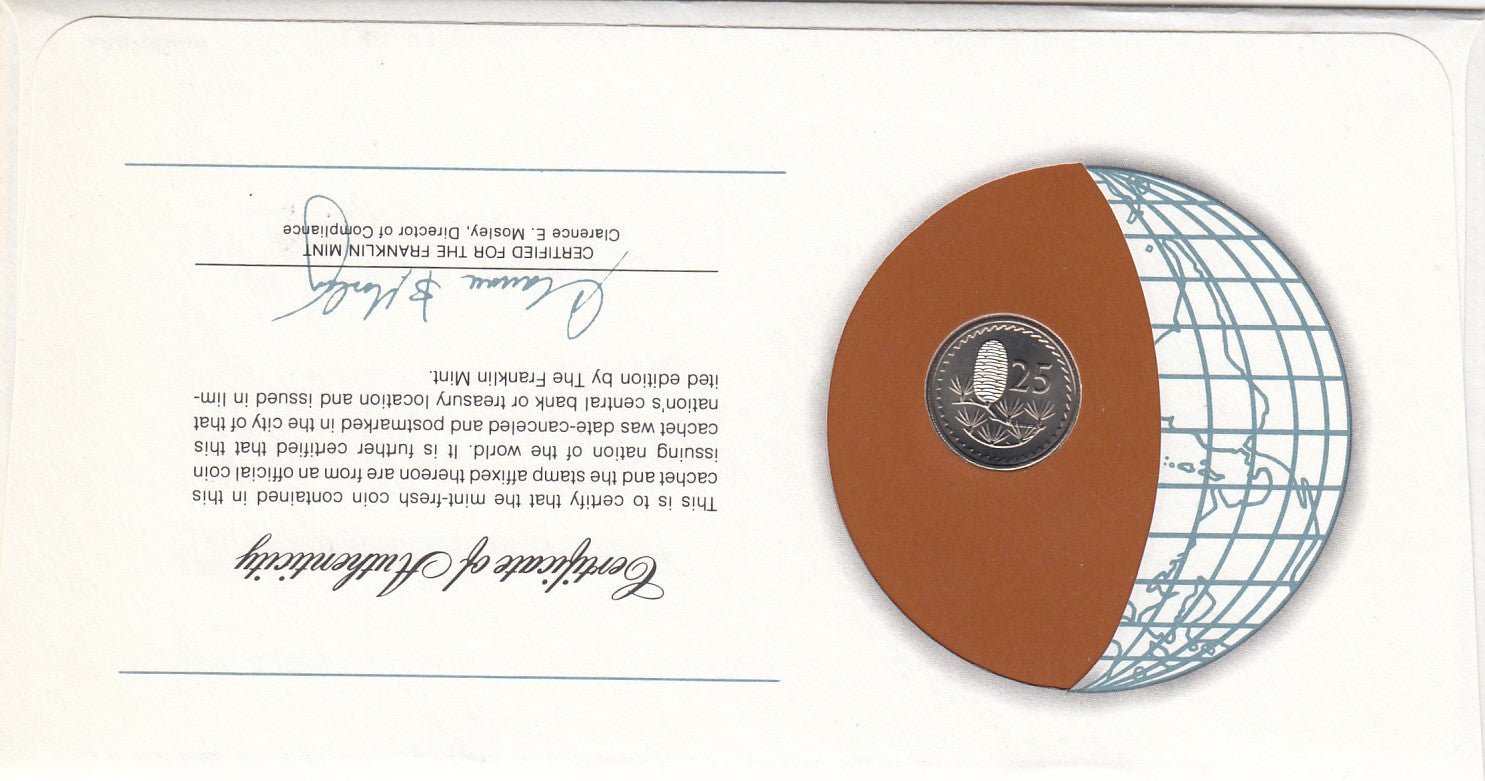 Certificate of Authenticity
This is to certify that the mint-fresh coin contained in this
cachet and the stamp affixed thereon are from an official coin
issuing nation of the world. It is further certified that this
cachet was date-canceled and postmarked in the city of that
nation's central bank or treasury location and issued in lim-
ited edition by The Franklin Mint.
Clarence E. Mosley
CERTIFIED FOR THE FRANKLIN MINT
Clarence E. Mosley, Director of Compliance
25